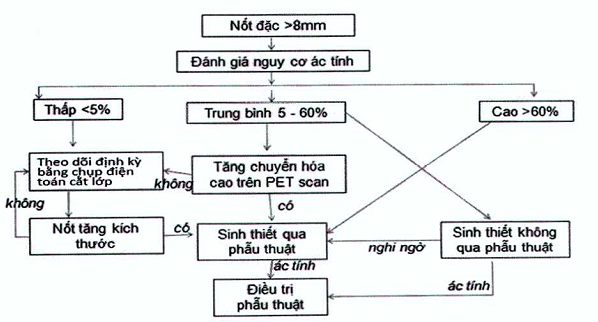 Nốt đặc >8mm
Đánh giá nguy cơ ác tính
Thấp <5%
Trung bình 5 - 60%
Cao >60%
Theo dõi định kỳ
bằng chụp điện
toán cắt lớp
không
Tăng chuyển hóa
cao trên PET scan
không
có
Nốt tăng kích
thước
có
Sinh thiết qua
phẫu thuật
nghi ngờ
Sinh thiết không
qua phẫu thuật
ác tính
ác tính
Điều trị
phẫu thuật